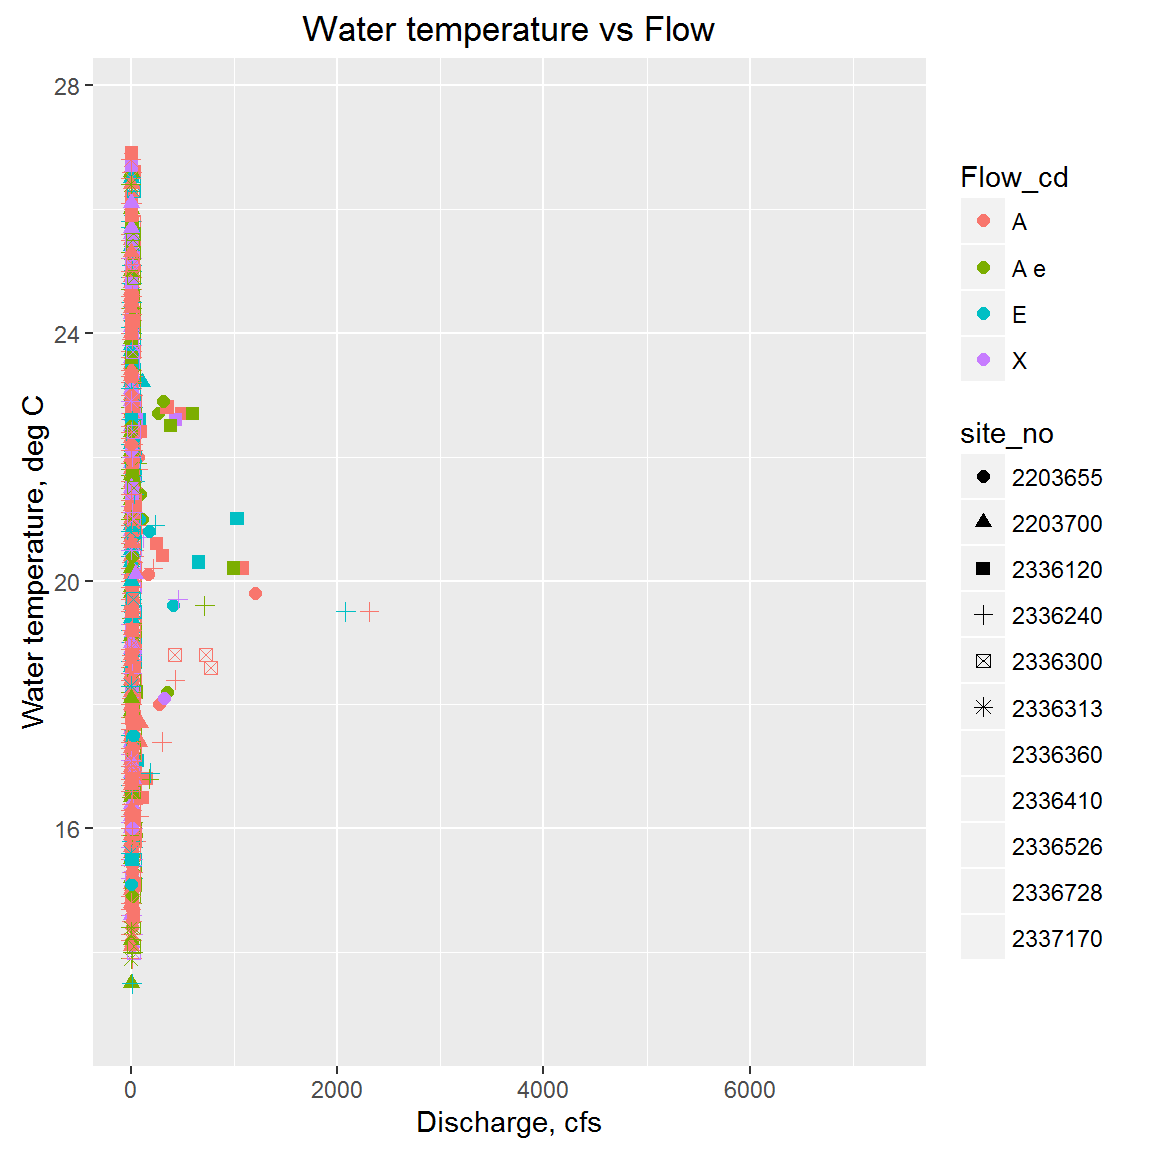 Water temperature vs Flow
Water temperature, deg C
28
24
20
16
0 2000 4000 6000
Discharge, cfs
Flow_cd
A
A e
E
X
site_no
2203655
2203700
2336120
2336240
2336300
2336313
2336360
2336410
2336526
2336728
2337170